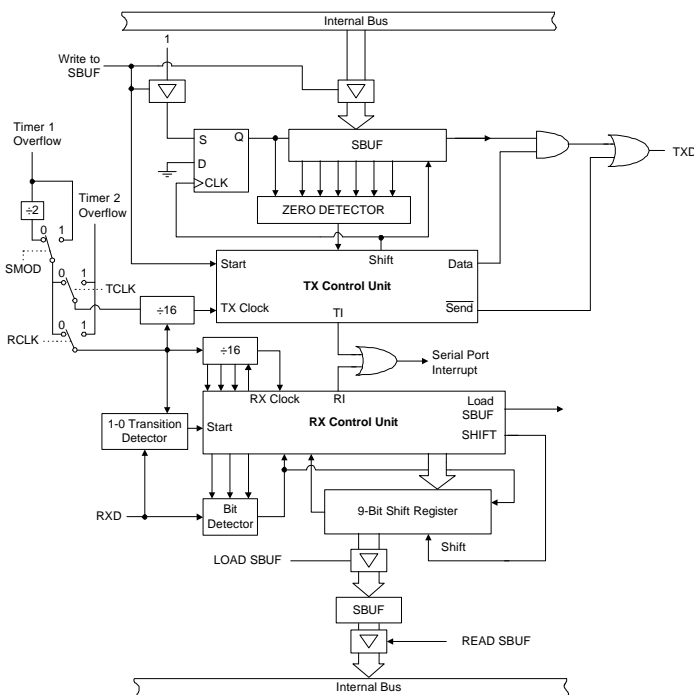 Internal Bus
1
Write to
SBUF
S
Q
D
CLK
SBUF
TXD
Timer 1
Overflow
÷2
Timer 2
Overflow
ZERO DETECTOR
0 1
SMOD
0 1
TCLK
Start
Shift
Data
TX Control Unit
÷16
TX Clock
TI
Send
0 1
RCLK
÷16
Serial Port
Interrupt
RX Clock
RI
Load
SBUF
1-0 Transition
Detector
Start
RX Control Unit
SHIFT
RXD
Bit
Detector
9-Bit Shift Register
Shift
LOAD SBUF
SBUF
READ SBUF
Internal Bus